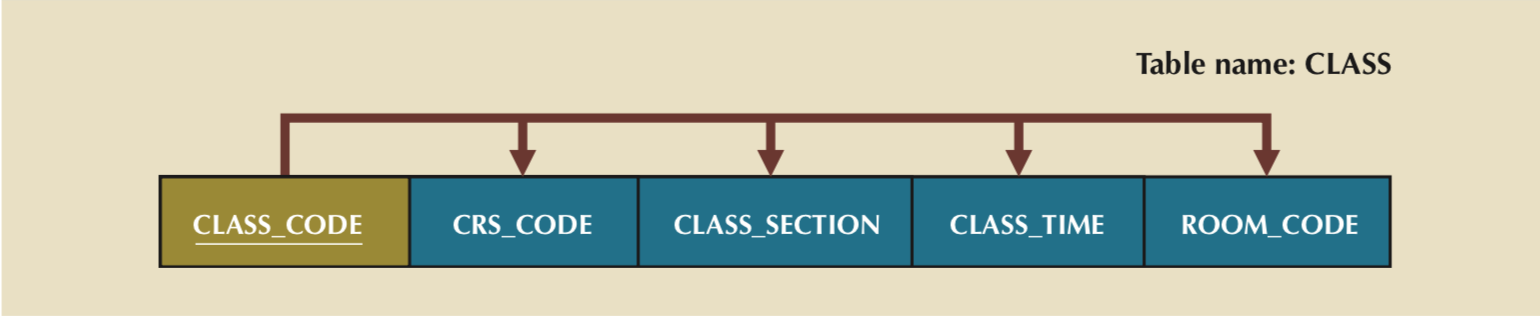 Table name: CLASS
CLASS_CODE CRS_CODE CLASS_SECTION CLASS_TIME ROOM_CODE